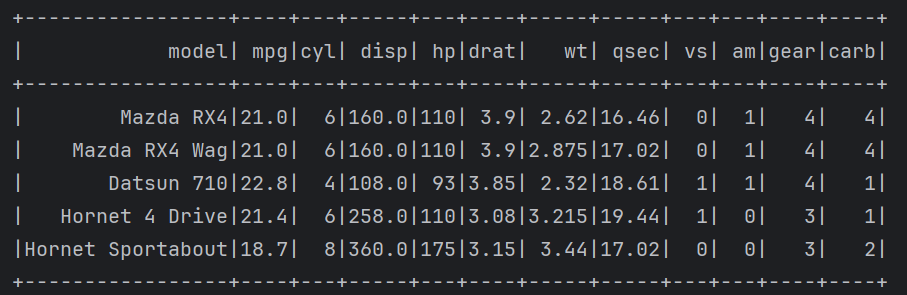 +-----------------+----+---+-----+---+----+-----+-----+---+---+----+----+
|            model| mpg|cyl| disp| hp|drat|   wt| qsec| vs| am|gear|carb|
+-----------------+----+---+-----+---+----+-----+-----+---+---+----+----+
|        Mazda RX4|21.0|  6|160.0|110| 3.9| 2.62|16.46|  0|  1|   4|   4|
|    Mazda RX4 Wag|21.0|  6|160.0|110| 3.9|2.875|17.02|  0|  1|   4|   4|
|       Datsun 710|22.8|  4|108.0| 93|3.85| 2.32|18.61|  1|  1|   4|   1|
|   Hornet 4 Drive|21.4|  6|258.0|110|3.08|3.215|19.44|  1|  0|   3|   1|
|Hornet Sportabout|18.7|  8|360.0|175|3.15| 3.44|17.02|  0|  0|   3|   2|
+-----------------+----+---+-----+---+----+-----+-----+---+---+----+----+